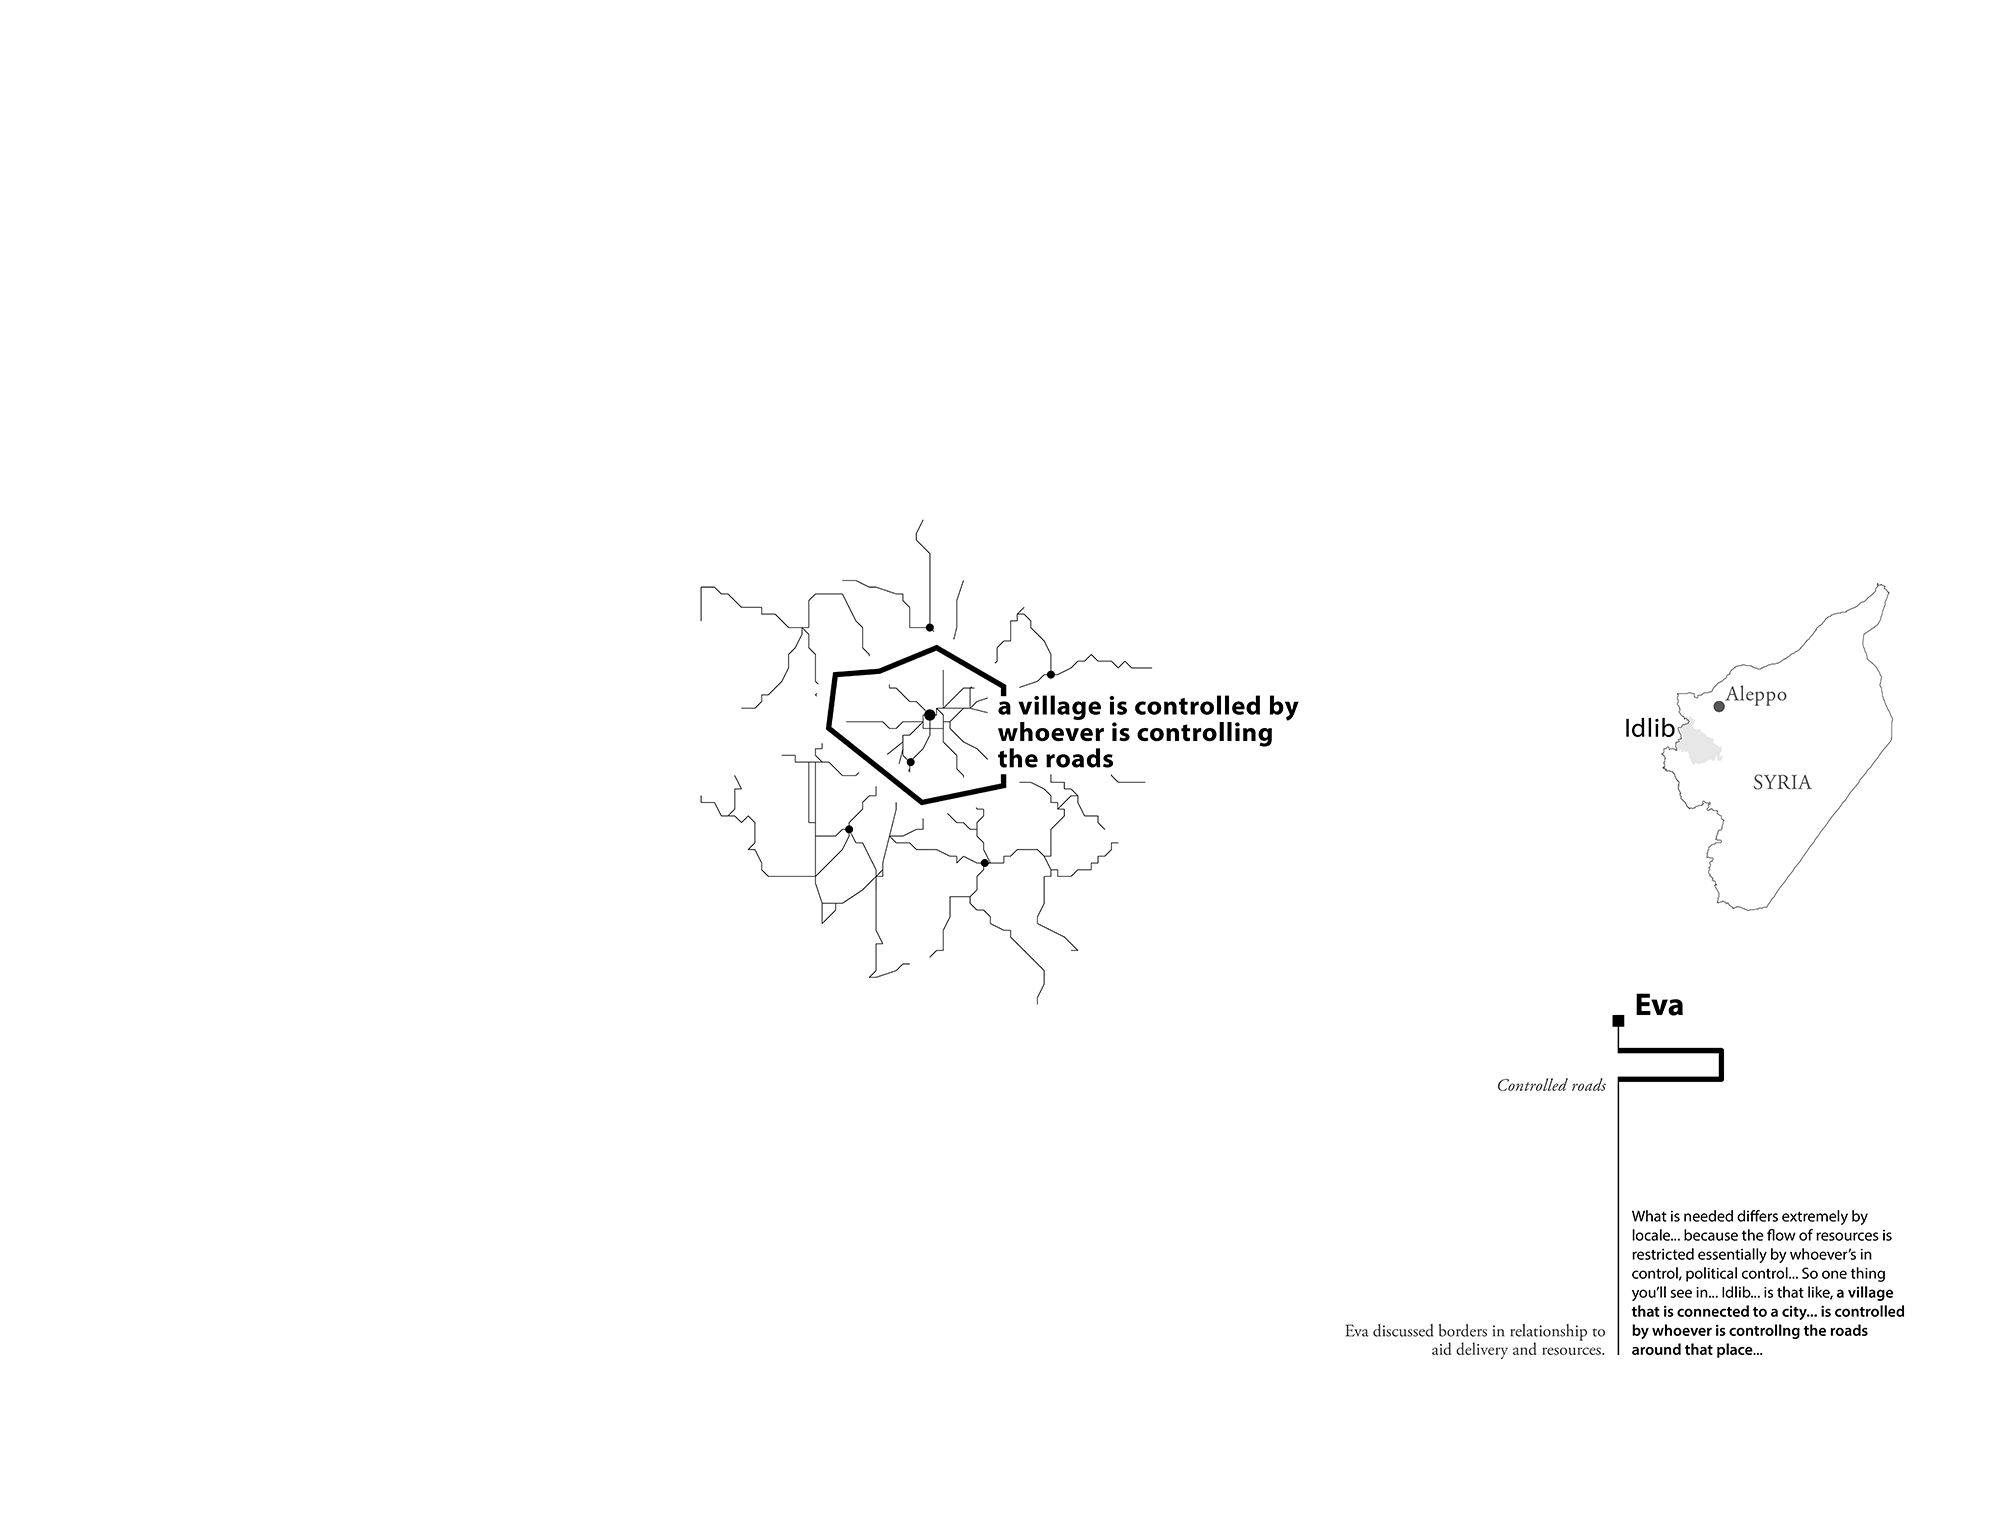 a village is controlled by
whoever is controlling
the roads
Aleppo
Idlib
SYRIA
Eva
Controlled roads
What is needed differs extremely by
locale... because the flow of resources is
restricted essentially by whoever's in
control, political control... So one thing
you'll see in... Idlib... is that like, a village
that is connected to a city... is controlled
by whoever is controllng the roads
around that place...
Eva discussed borders in relationship to
aid delivery and resources.